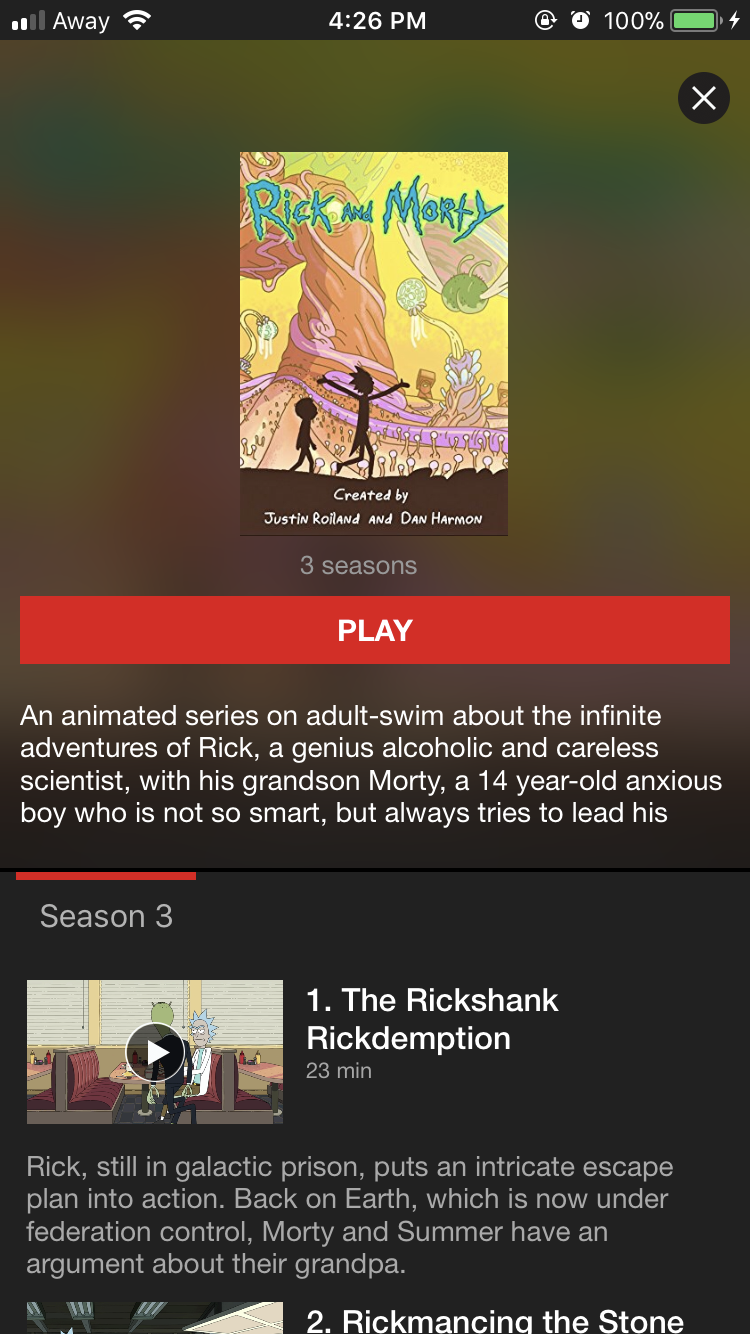 Away 4:26 PM 100%
Rick and Morty
Created by
Justin Roiland and Dan Harmon
3 seasons
PLAY
An animated series on adult-swim about the infinite
adventures of Rick, a genius alcoholic and careless
scientist, with his grandson Morty, a 14 year-old anxious
boy who is not so smart, but always tries to lead his
Season 3
1. The Rickshank
Rickdemption
23 min
Rick, still in galactic prison, puts an intricate escape
plan into action. Back on Earth, which is now under
federation control, Morty and Summer have an
argument about their grandpa.
2. Rickmancing the Stone